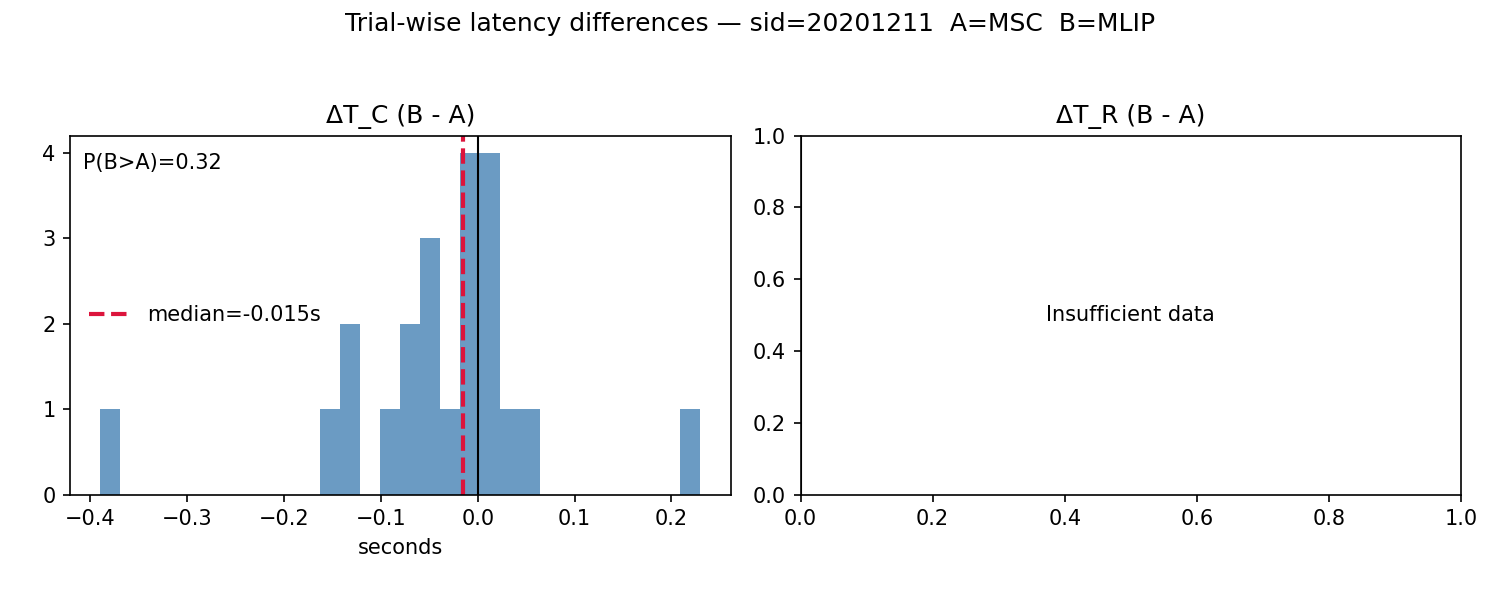 Trial-wise latency differences — sid=20201211  A=MSC  B=MLIP
ΔT_C (B - A)
P(B>A)=0.32
median=-0.015s
4
3
2
1
0
−0.4 −0.3 −0.2 −0.1 0.0 0.1 0.2
seconds
ΔT_R (B - A)
Insufficient data
1.0
0.8
0.6
0.4
0.2
0.0
0.0 0.2 0.4 0.6 0.8 1.0